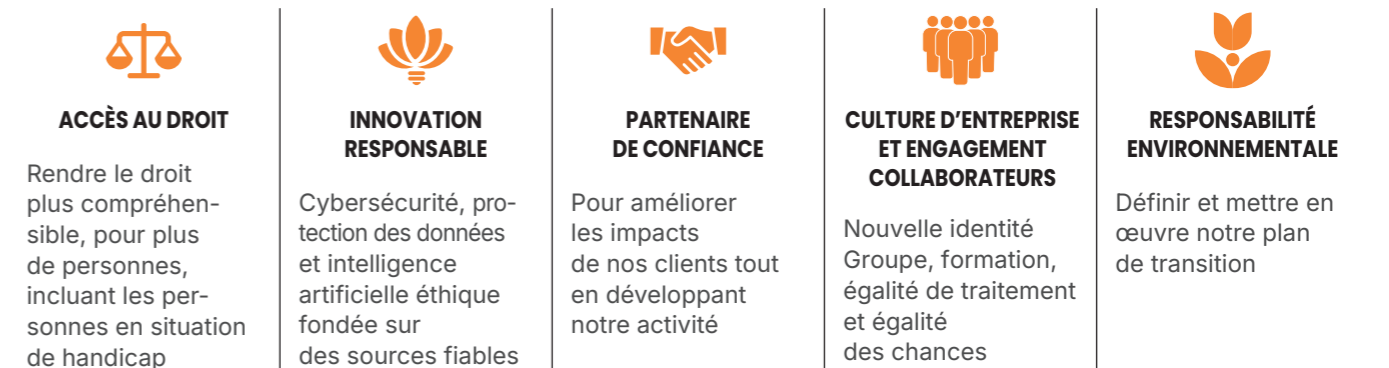 ACCÈS AU DROIT
Rendre le droit
plus compréhen-
sible, pour plus
de personnes,
incluant les per-
sonnes en situation
de handicap
INNOVATION
RESPONSABLE
Cybersécurité, pro-
tection des données
et intelligence
artificielle éthique
fondée sur
des sources fiables
PARTENAIRE
DE CONFIANCE
Pour améliorer
les impacts
de nos clients tout
en développant
notre activité
CULTURE D’ENTREPRISE
ET ENGAGEMENT
COLLABORATEURS
Nouvelle identité
Groupe, formation,
égalité de traitement
et égalité
des chances
RESPONSABILITÉ
ENVIRONNEMENTALE
Définir et mettre en
œuvre notre plan
de transition